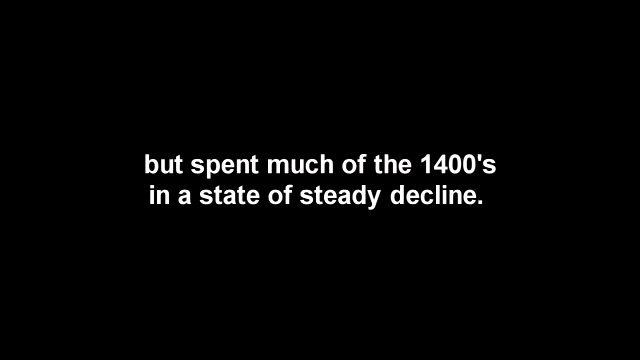 but spent much of the 1400's
in a state of steady decline.